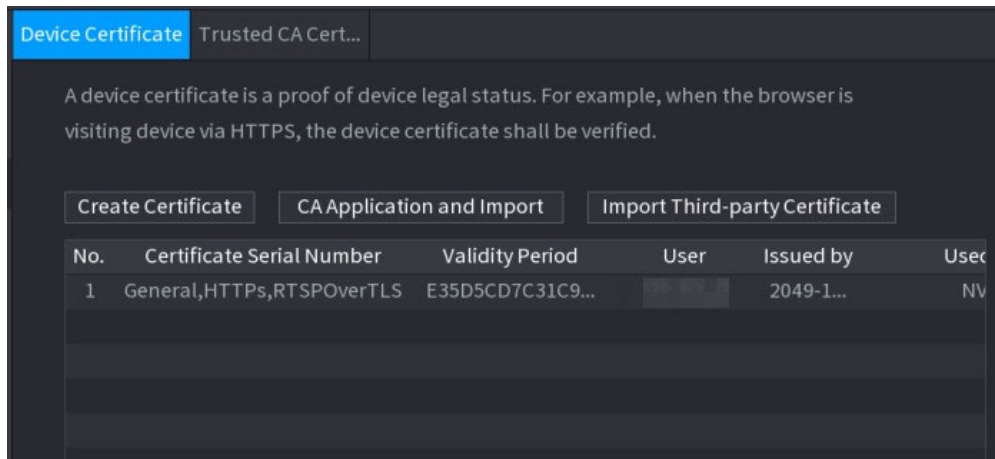 Device Certificate Trusted CA Cert...
A device certificate is a proof of device legal status. For example, when the browser is
visiting device via HTTPS, the device certificate shall be verified.
Create Certificate CA Application and Import Import Third-party Certificate
No. Certificate Serial Number Validity Period User Issued by
1 General,HTTPs,RTSPOverTLS E35D5CD7C31C9... 2049-1... NV